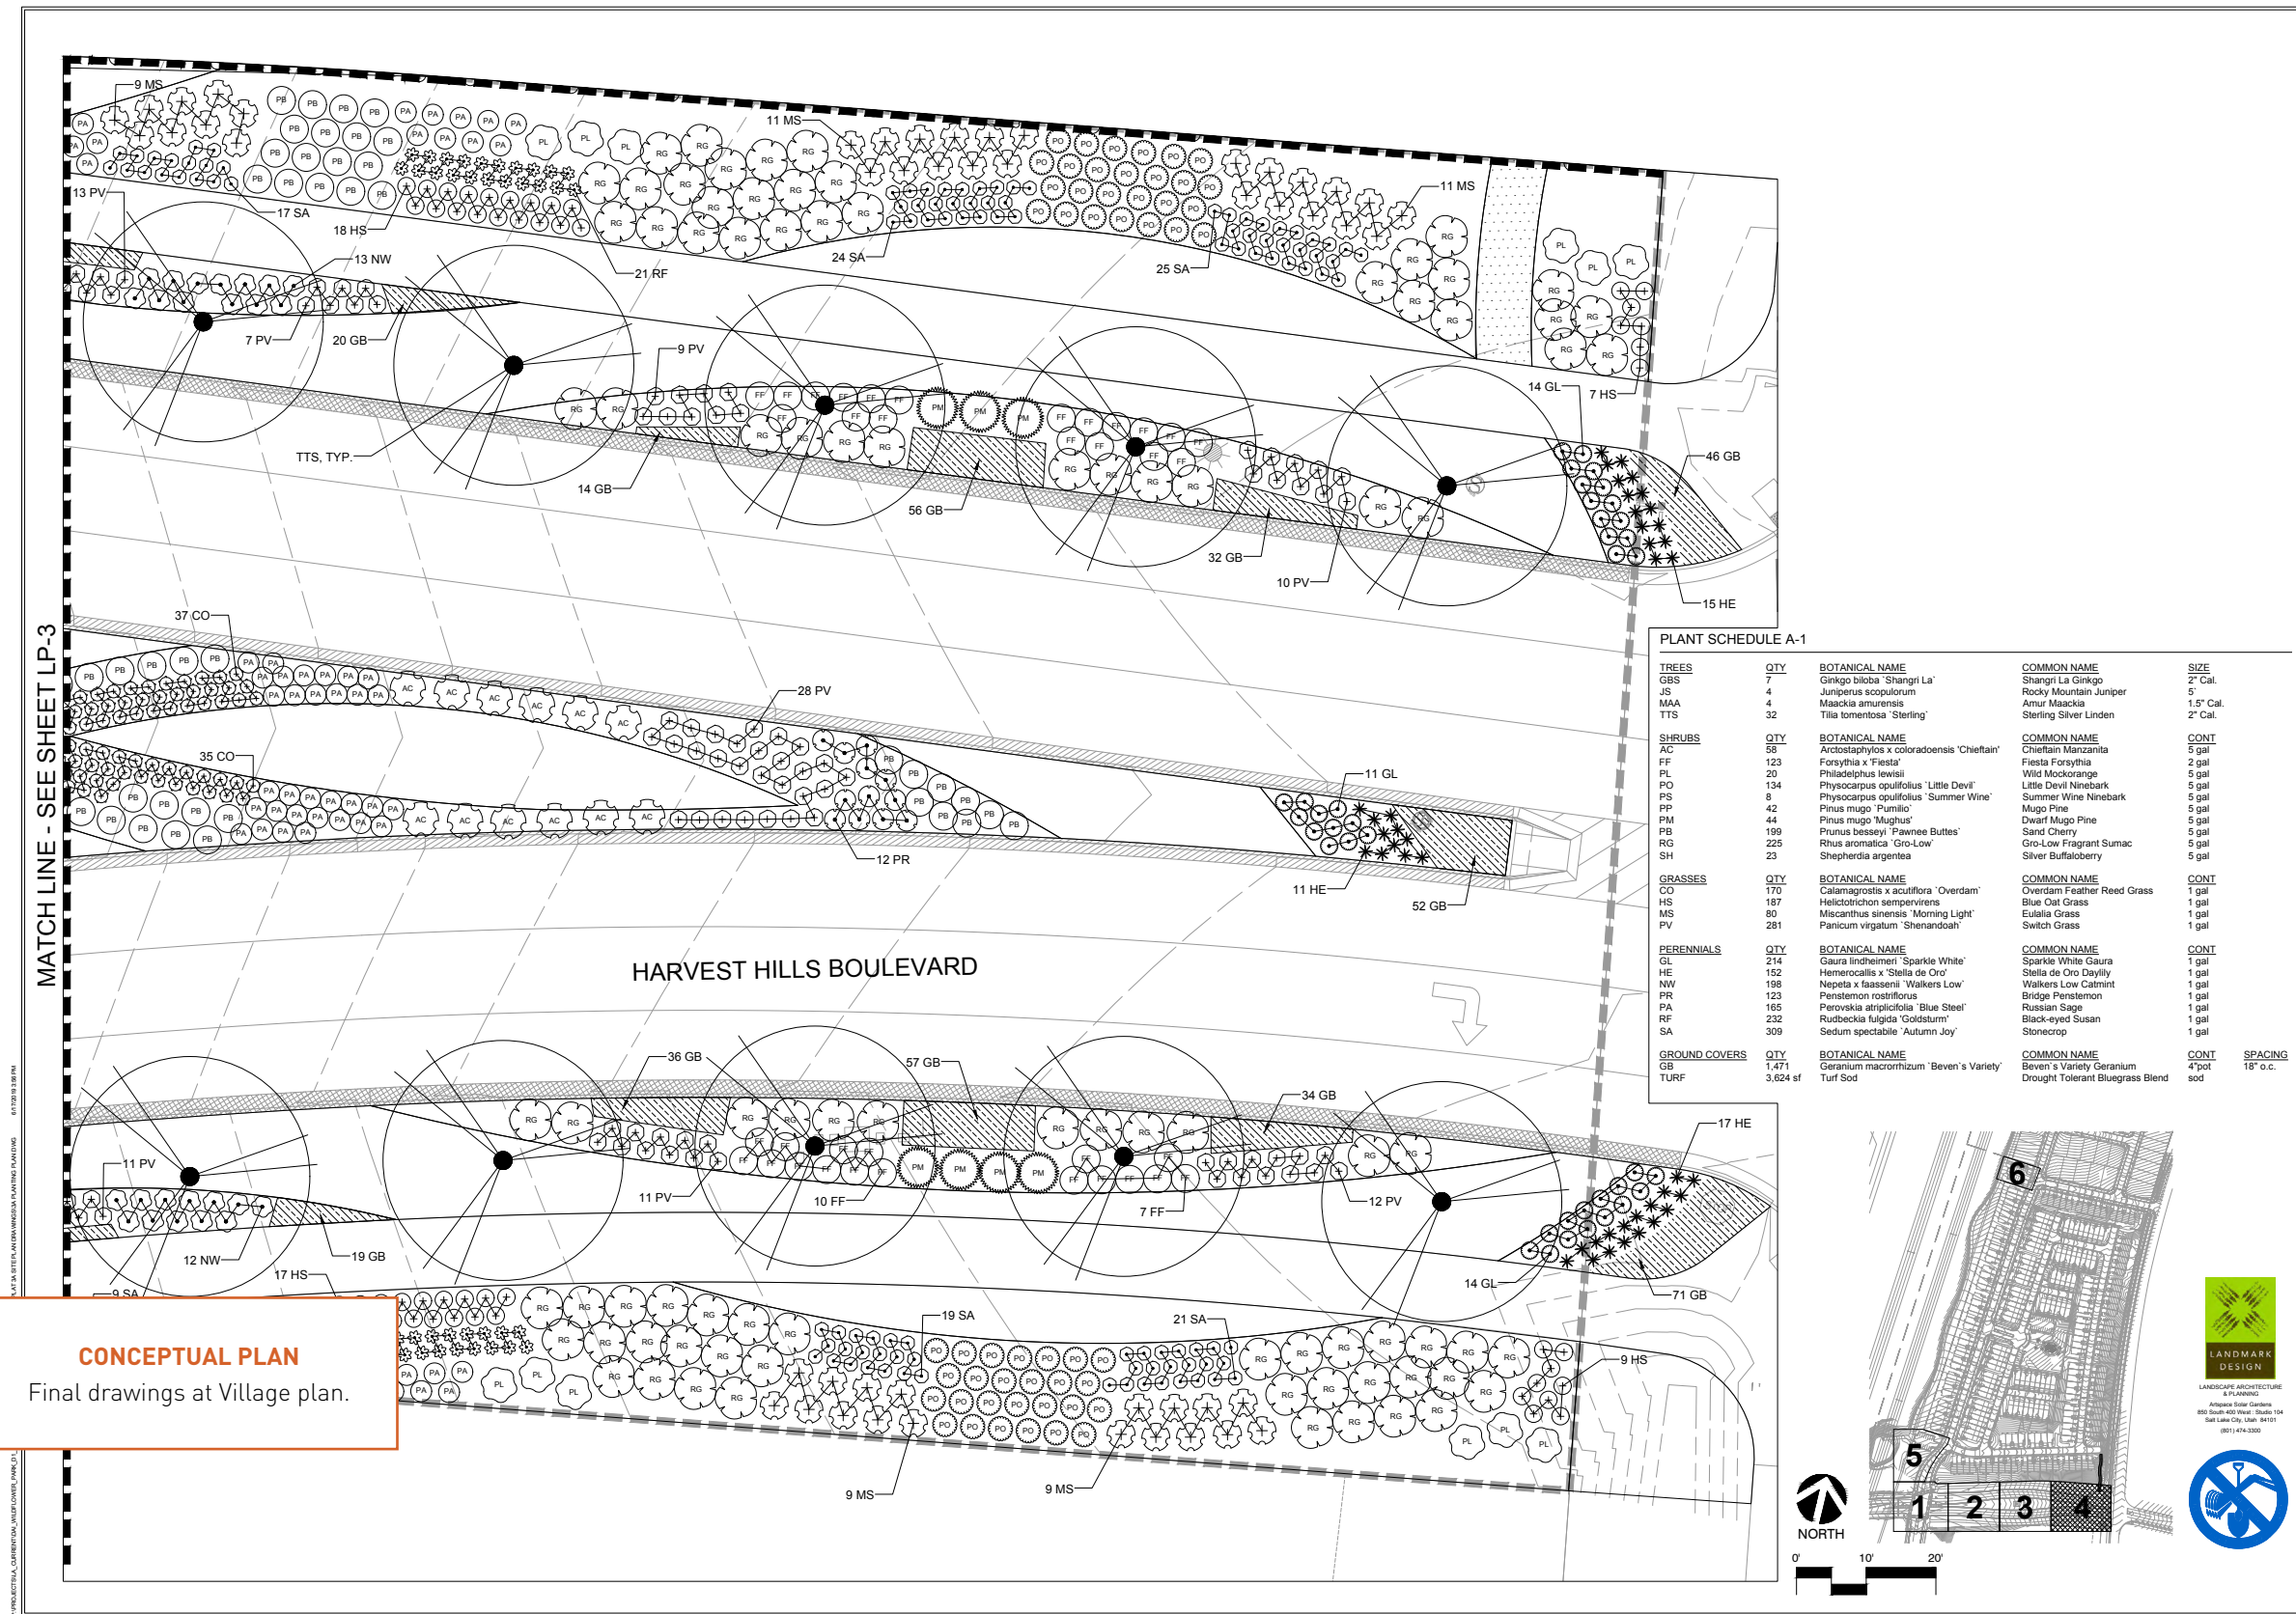 9 MS
11 MS
11 MS
13 PV
17 SA
18 HS
21 RF
24 SA
25 SA
13 NW
7 PV
20 GB
9 PV
TTS, TYP.
14 GB
56 GB
32 GB
10 PV
14 GL
7 HS
46 GB
15 HE
MATCH LINE - SEE SHEET LP-3
37 CO
28 PV
35 CO
12 PR
11 GL
11 HE
52 GB
HARVEST HILLS BOULEVARD
36 GB
57 GB
34 GB
17 HE
11 PV
12 NW
19 GB
11 PV
10 FF
7 FF
12 PV
14 GL
71 GB
17 HS
9 SA
19 SA
21 SA
9 HS
9 MS
9 MS
CONCEPTUAL PLAN
Final drawings at Village plan.
PLANT SCHEDULE A-1
TREES QTY BOTANICAL NAME COMMON NAME SIZE
GBS 7 Ginkgo biloba `Shangri La` Shangri La Ginkgo 2" Cal.
JS 4 Juniperus scopulorum Rocky Mountain Juniper 5`
MAA 4 Maackia amurensis Amur Maackia 1.5" Cal.
TTS 32 Tilia tomentosa `Sterling` Sterling Silver Linden 2" Cal.
SHRUBS QTY BOTANICAL NAME COMMON NAME CONT
AC 58 Arctostaphylos x coloradoensis 'Chieftain' Chieftain Manzanita 5 gal
FF 123 Forsythia x 'Fiesta' Fiesta Forsythia 2 gal
PL 20 Philadelphus lewisii Wild Mockorange 5 gal
PO 134 Physocarpus opulifolius `Little Devil` Little Devil Ninebark 5 gal
PS 8 Physocarpus opulifolius `Summer Wine` Summer Wine Ninebark 5 gal
PP 42 Pinus mugo `Pumilio` Mugo Pine 5 gal
PM 44 Pinus mugo 'Mughus' Dwarf Mugo Pine 5 gal
PB 199 Prunus besseyi `Pawnee Buttes` Sand Cherry 5 gal
RG 225 Rhus aromatica `Gro-Low` Gro-Low Fragrant Sumac 5 gal
SH 23 Shepherdia argentea Silver Buffaloberry 5 gal
GRASSES QTY BOTANICAL NAME COMMON NAME CONT
CO 170 Calamagrostis x acutiflora `Overdam` Overdam Feather Reed Grass 1 gal
HS 187 Helictotrichon sempervirens Blue Oat Grass 1 gal
MS 80 Miscanthus sinensis `Morning Light` Eulalia Grass 1 gal
PV 281 Panicum virgatum `Shenandoah` Switch Grass 1 gal
PERENNIALS QTY BOTANICAL NAME COMMON NAME CONT
GL 214 Gaura lindheimeri `Sparkle White` Sparkle White Gaura 1 gal
HE 152 Hemerocallis x 'Stella de Oro' Stella de Oro Daylily 1 gal
NW 198 Nepeta x faassenii `Walkers Low` Walkers Low Catmint 1 gal
PR 123 Penstemon rostriflorus Bridge Penstemon 1 gal
PA 165 Perovskia atriplicifolia `Blue Steel` Russian Sage 1 gal
RF 232 Rudbeckia fulgida 'Goldsturm' Black-eyed Susan 1 gal
SA 309 Sedum spectabile `Autumn Joy` Stonecrop 1 gal
GROUND COVERS QTY BOTANICAL NAME COMMON NAME CONT SPACING
GB 1,471 Geranium macrorrhizum `Beven`s Variety` Beven`s Variety Geranium 4"pot 18" o.c.
TURF 3,624 sf Turf Sod Drought Tolerant Bluegrass Blend sod
6
5
1 2 3 4
NORTH
0' 10' 20'
LANDMARK
DESIGN
LANDSCAPE ARCHITECTURE
& PLANNING
Artspace Solar Gardens
850 South 400 West · Studio 104
Salt Lake City, Utah 84101
(801) 474-3300